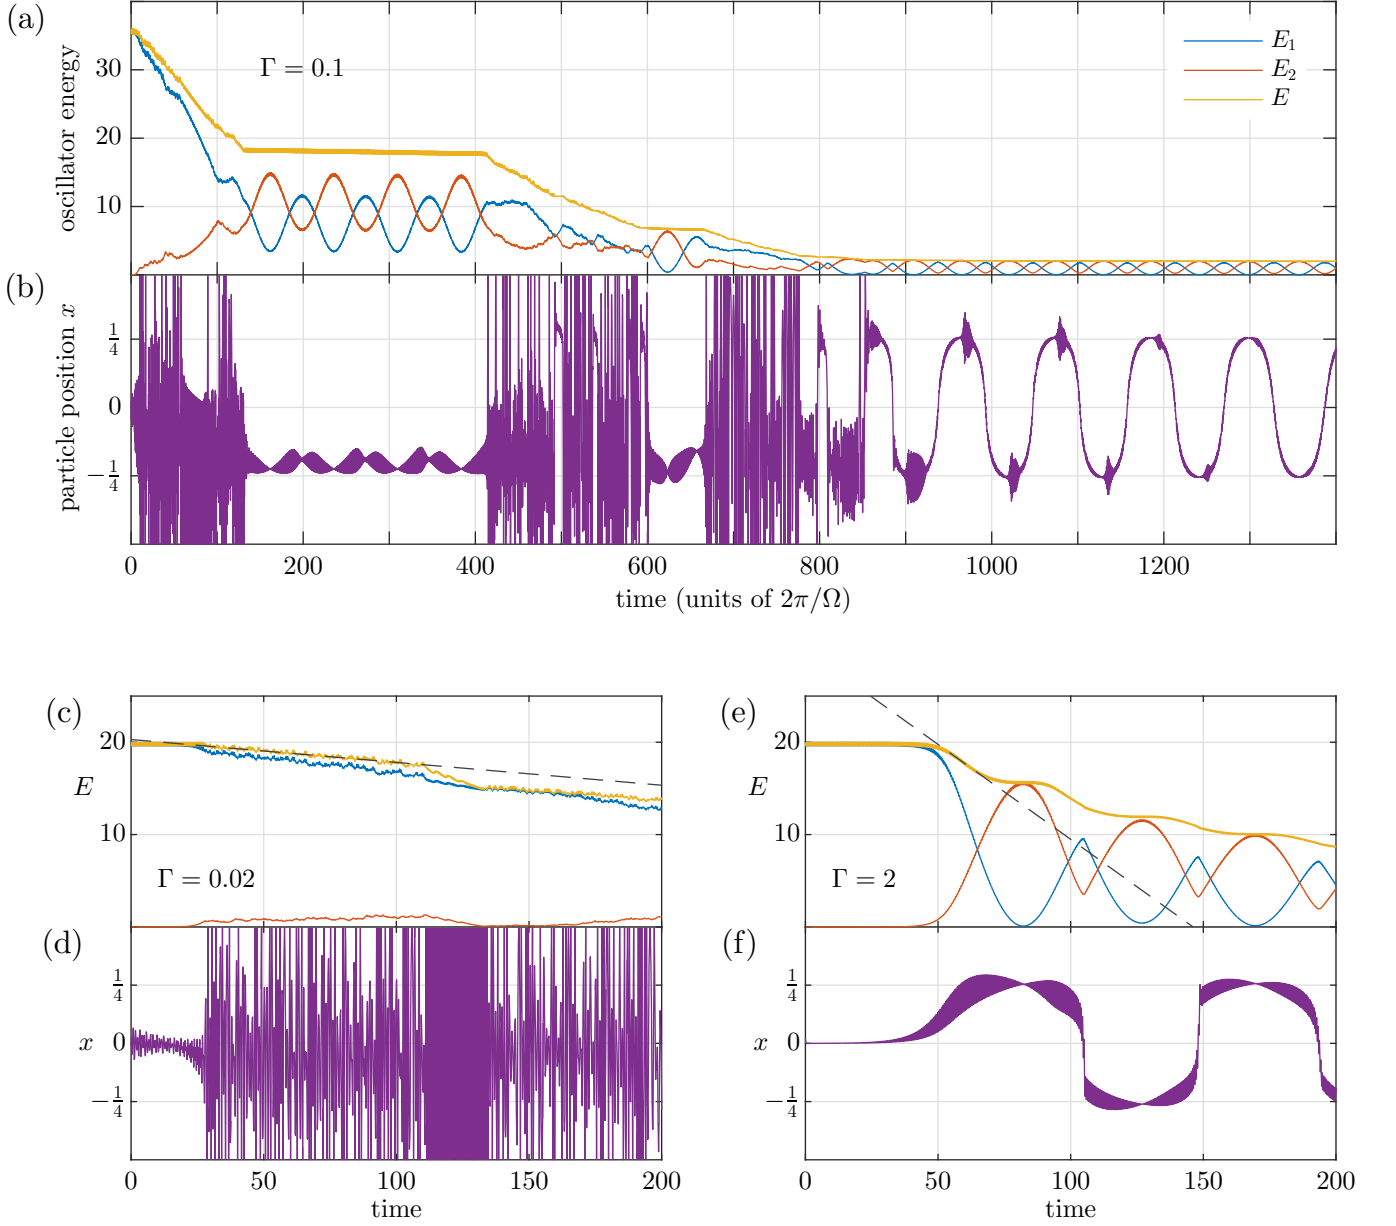 (a)
oscillator energy
30
20
10
Γ = 0.1
E₁
E₂
E
(b)
particle position x
1/4
0
−1/4
0
200
400
600
800
1000
1200
time (units of 2π/Ω)
(c)
E
20
10
Γ = 0.02
(d)
x
1/4
0
−1/4
0
50
100
150
200
time
(e)
E
20
10
Γ = 2
(f)
x
1/4
0
−1/4
0
50
100
150
200
time